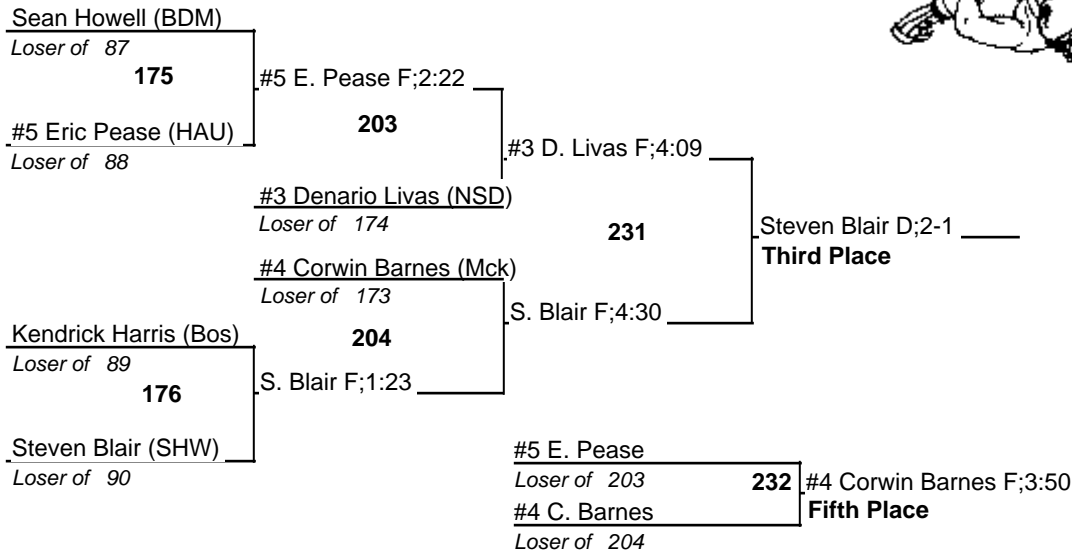 Sean Howell (BDM)
Loser of 87
175
#5 Eric Pease (HAU)
Loser of 88
#5 E. Pease F;2:22
203
#3 Denario Livas (NSD)
Loser of 174
#3 D. Livas F;4:09
231
Steven Blair D;2-1
Third Place
#4 Corwin Barnes (Mck)
Loser of 173
204
S. Blair F;4:30
Kendrick Harris (Bos)
Loser of 89
176
S. Blair F;1:23
Steven Blair (SHW)
Loser of 90
#5 E. Pease
Loser of 203
232
#4 Corwin Barnes F;3:50
Fifth Place
#4 C. Barnes
Loser of 204